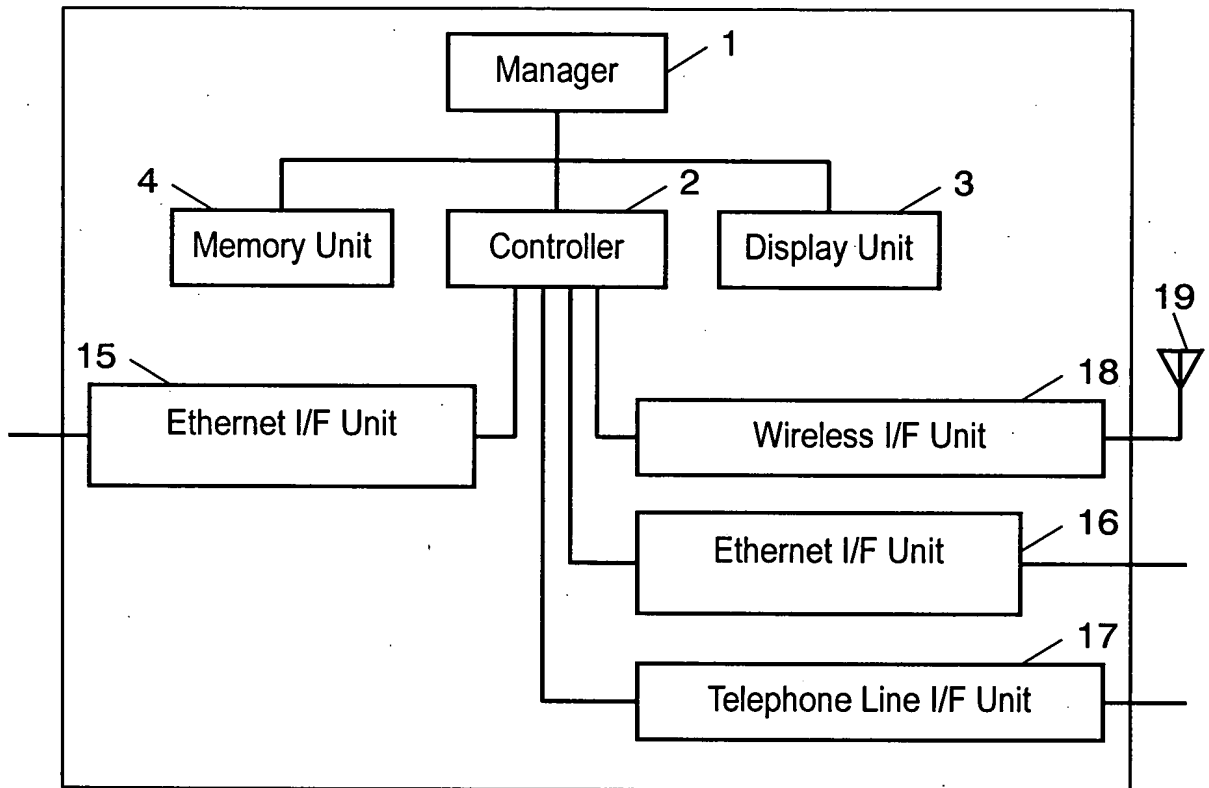 1
Manager
4
2
3
Memory Unit
Controller
Display Unit
19
15
18
Ethernet I/F Unit
Wireless I/F Unit
16
Ethernet I/F Unit
17
Telephone Line I/F Unit